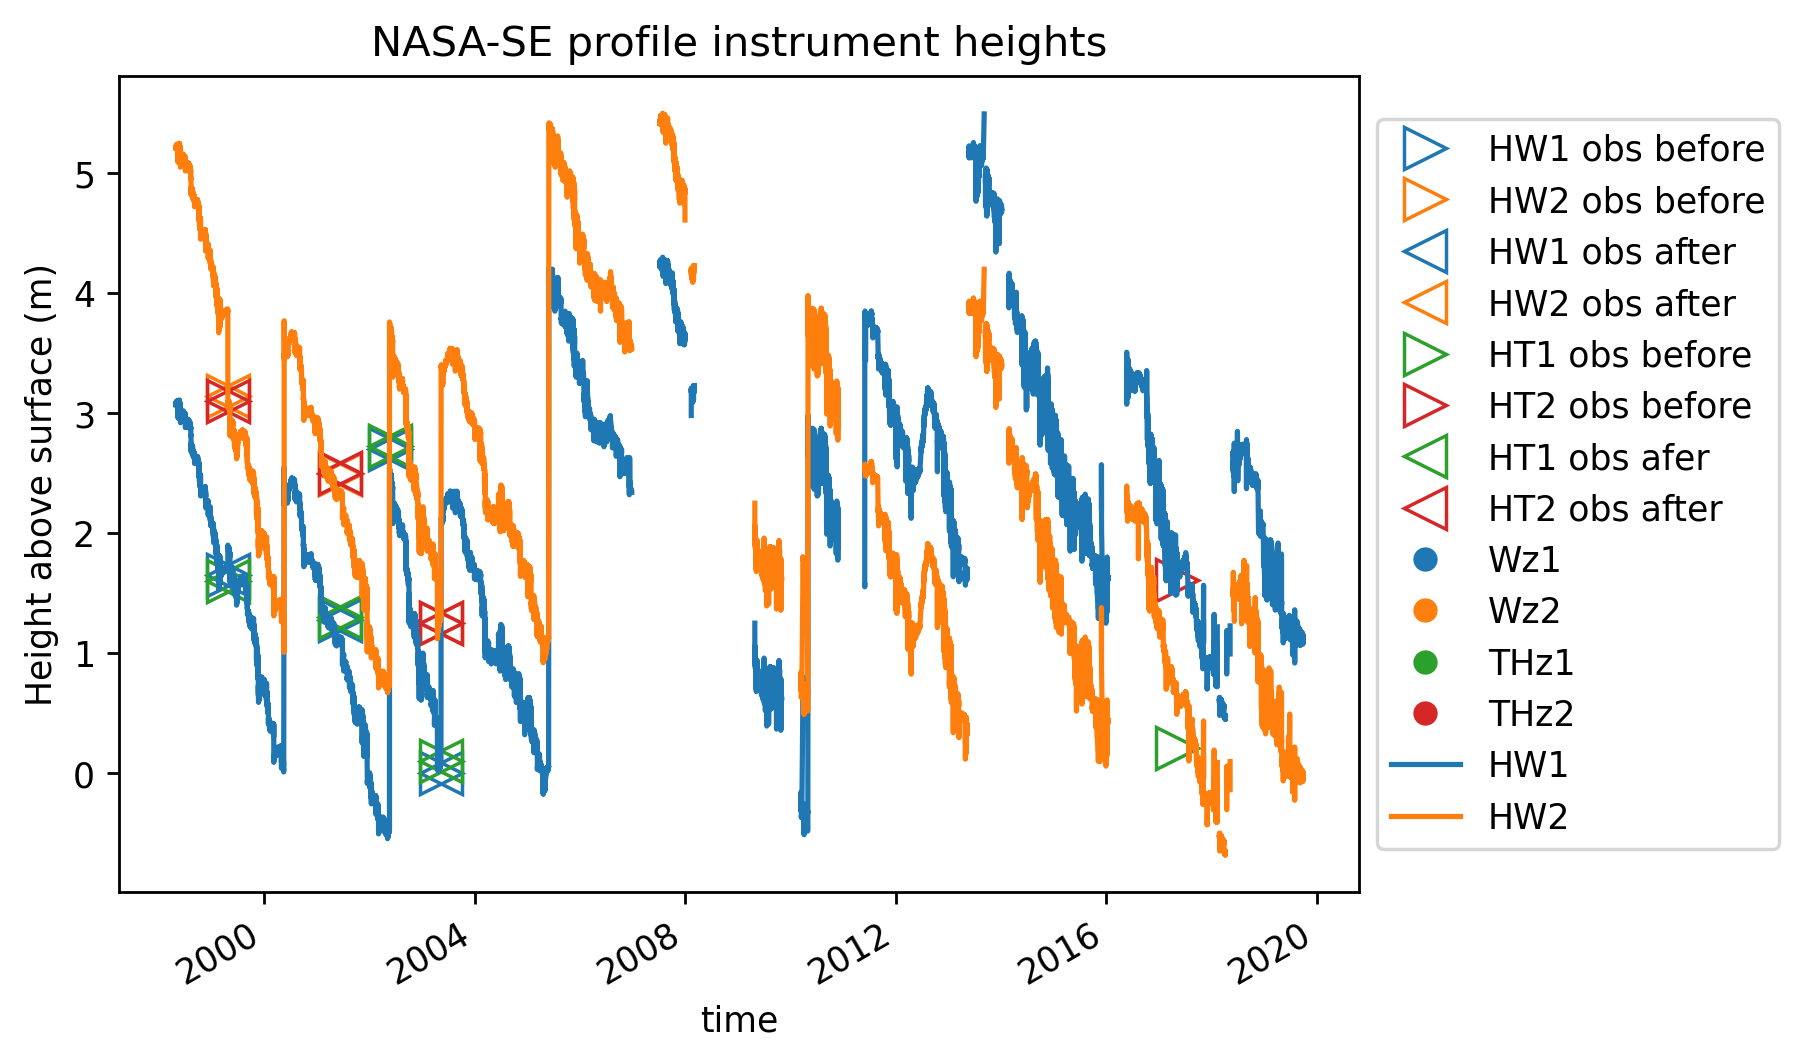 NASA-SE profile instrument heights
Height above surface (m)
5
4
3
2
1
0
2000
2004
2008
2012
2016
2020
time
HW1 obs before
HW2 obs before
HW1 obs after
HW2 obs after
HT1 obs before
HT2 obs before
HT1 obs afer
HT2 obs after
Wz1
Wz2
THz1
THz2
HW1
HW2